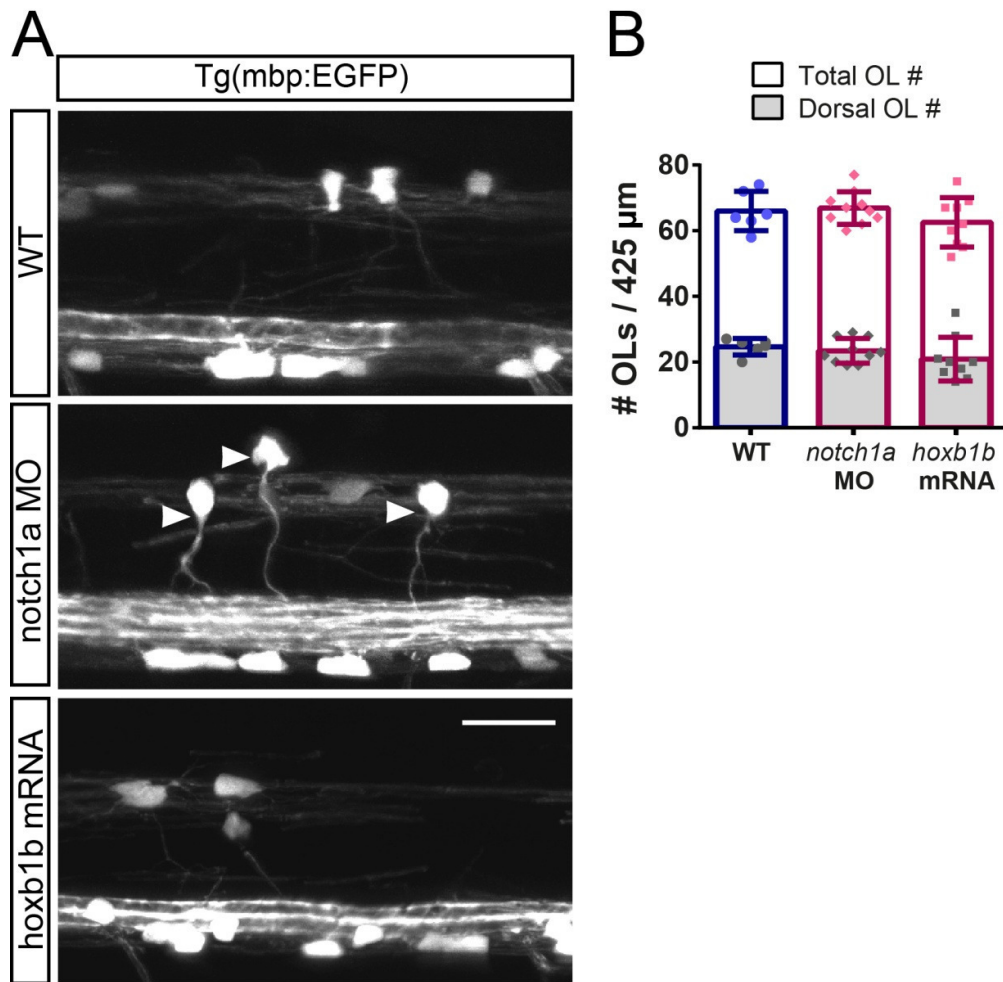 A
Tg(mbp:EGFP)
WT
notch1a MO
hoxb1b mRNA
B
Total OL #
Dorsal OL #
# OLs / 425 µm
80
60
40
20
0
WT
notch1a
MO
hoxb1b
mRNA